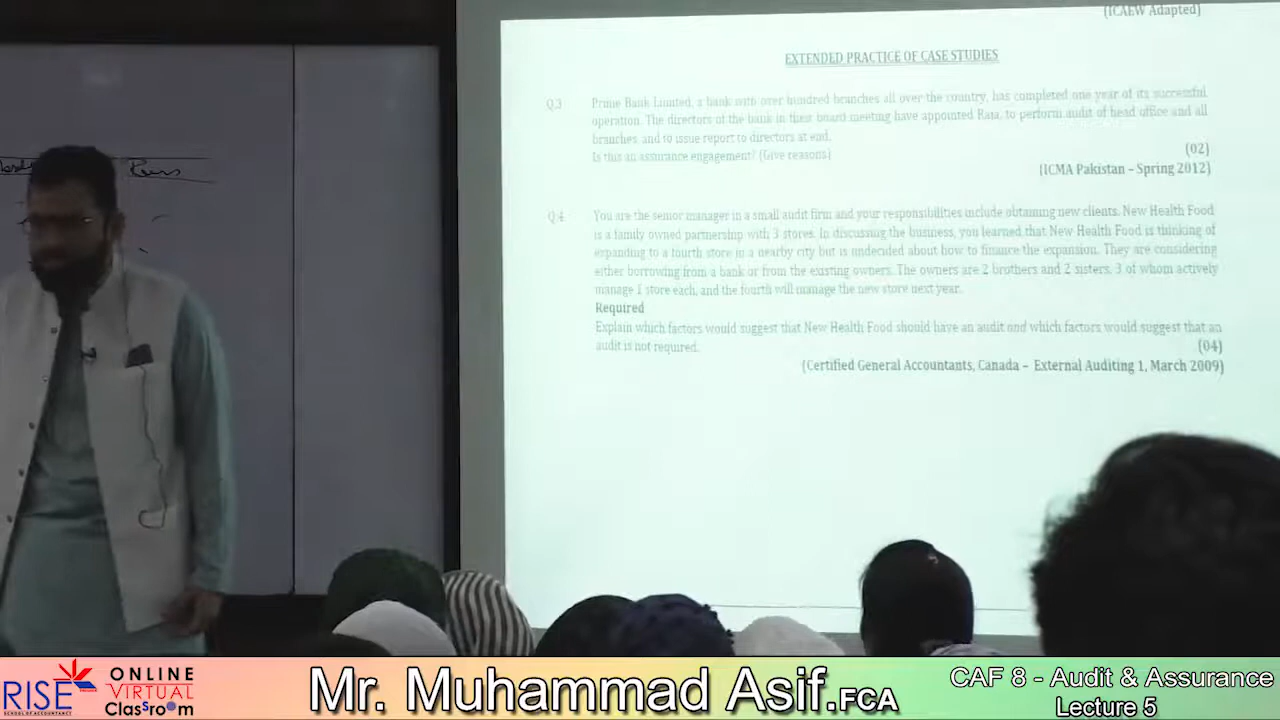 (ICAEW Adapted)
EXTENDED PRACTICE OF CASE STUDIES
Q.3 Prime Bank Limited, a bank with over hundred branches all over the country, has completed one year of its successful
operation. The directors of the bank in their board meeting have appointed Raja, to perform audit of head office and all
branches, and to issue report to directors at end.
Is this an assurance engagement? (Give reasons)
(02)
(ICMA Pakistan – Spring 2012)
Q.4 You are the senior manager in a small audit firm and your responsibilities include obtaining new clients. New Health Food
is a family owned partnership with 3 stores. In discussing the business, you learned that New Health Food is thinking of
expanding to a fourth store in a nearby city but is undecided about how to finance the expansion. They are considering
either borrowing from a bank or from the existing owners. The owners are 2 brothers and 2 sisters, 3 of whom actively
manage 1 store each, and the fourth will manage the new store next year.
Required
Explain which factors would suggest that New Health Food should have an audit and which factors would suggest that an
audit is not required.
(04)
(Certified General Accountants, Canada – External Auditing 1, March 2009)
RISE
SCHOOL OF ACCOUNTANCY
ONLINE
VIRTUAL
Classroom
Mr. Muhammad Asif.FCA
CAF 8 - Audit & Assurance
Lecture 5